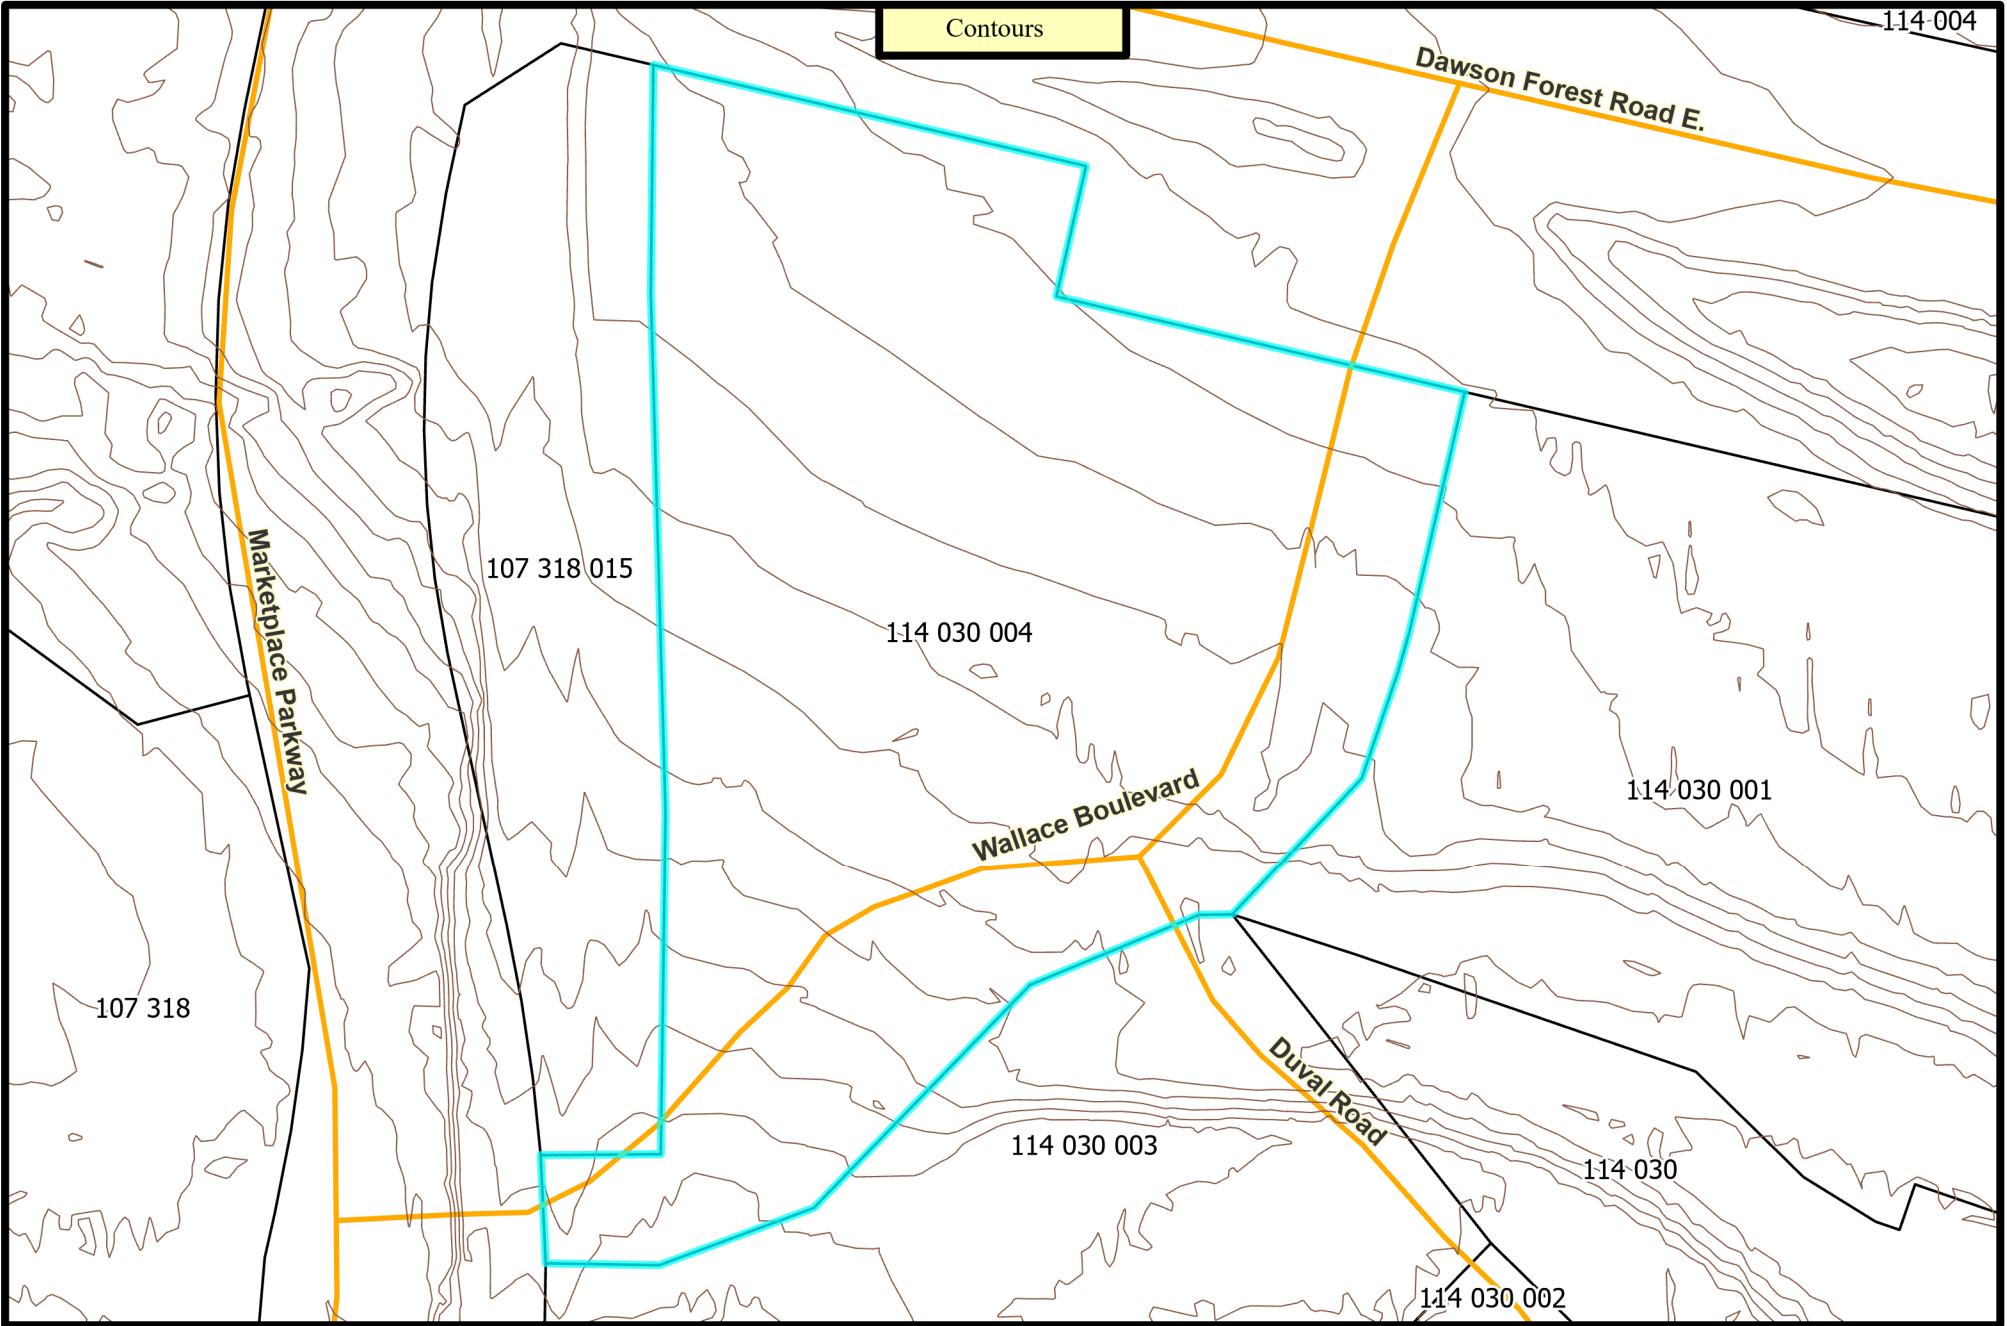 Contours
114 004
Dawson Forest Road E.
Marketplace Parkway
107 318 015
114 030 004
114 030 001
Wallace Boulevard
107 318
Duval Road
114 030 003
114 030
114 030 002